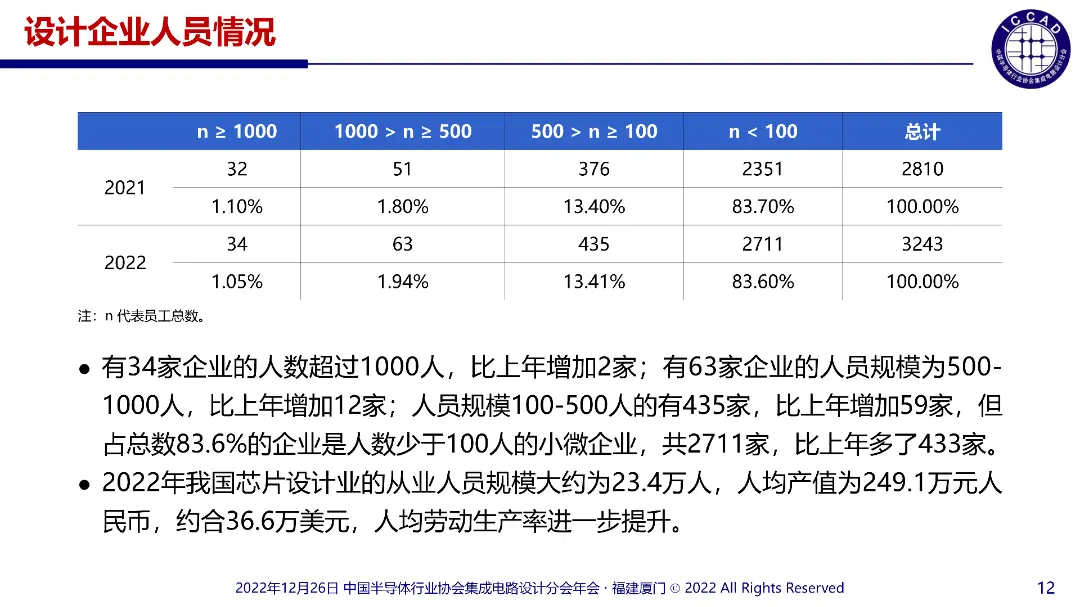 设计企业人员情况
ICCAD
中国半导体行业协会集成电路设计分会
n ≥ 1000 1000 > n ≥ 500 500 > n ≥ 100 n < 100 总计
2021
32 51 376 2351 2810
1.10% 1.80% 13.40% 83.70% 100.00%
2022
34 63 435 2711 3243
1.05% 1.94% 13.41% 83.60% 100.00%
注：n 代表员工总数。
● 有34家企业的人数超过1000人，比上年增加2家；有63家企业的人员规模为500-
1000人，比上年增加12家；人员规模100-500人的有435家，比上年增加59家，但
占总数83.6%的企业是人数少于100人的小微企业，共2711家，比上年多了433家。
● 2022年我国芯片设计业的从业人员规模大约为23.4万人，人均产值为249.1万元人
民币，约合36.6万美元，人均劳动生产率进一步提升。
2022年12月26日 中国半导体行业协会集成电路设计分会年会 · 福建厦门 © 2022 All Rights Reserved
12